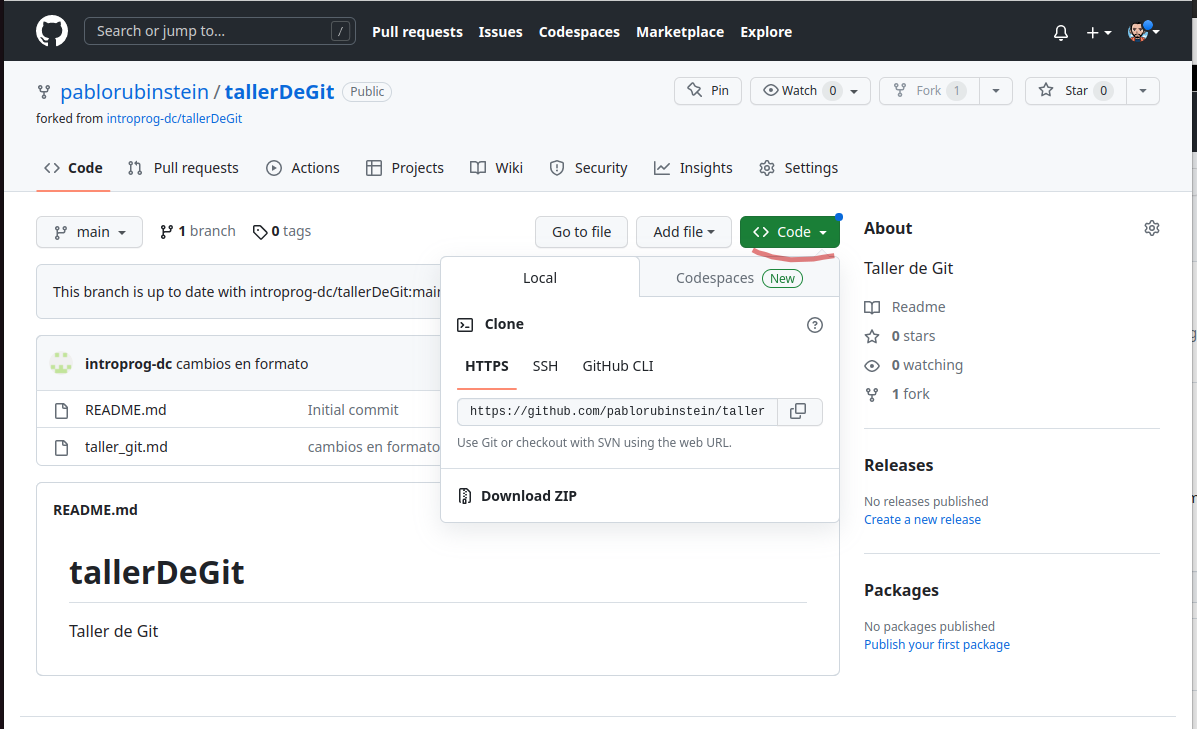 Search or jump to... / Pull requests Issues Codespaces Marketplace Explore
pablorubinstein / tallerDeGit Public Pin Watch 0 Fork 1 Star 0
forked from introprog-dc/tallerDeGit
Code Pull requests Actions Projects Wiki Security Insights Settings
main 1 branch 0 tags Go to file Add file Code
This branch is up to date with introprog-dc/tallerDeGit:main
introprog-dc cambios en formato
README.md Initial commit
taller_git.md cambios en formato
README.md
tallerDeGit
Taller de Git
Local Codespaces New
Clone
HTTPS SSH GitHub CLI
https://github.com/pablorubinstein/taller
Use Git or checkout with SVN using the web URL.
Download ZIP
About
Taller de Git
Readme
0 stars
0 watching
1 fork
Releases
No releases published
Create a new release
Packages
No packages published
Publish your first package